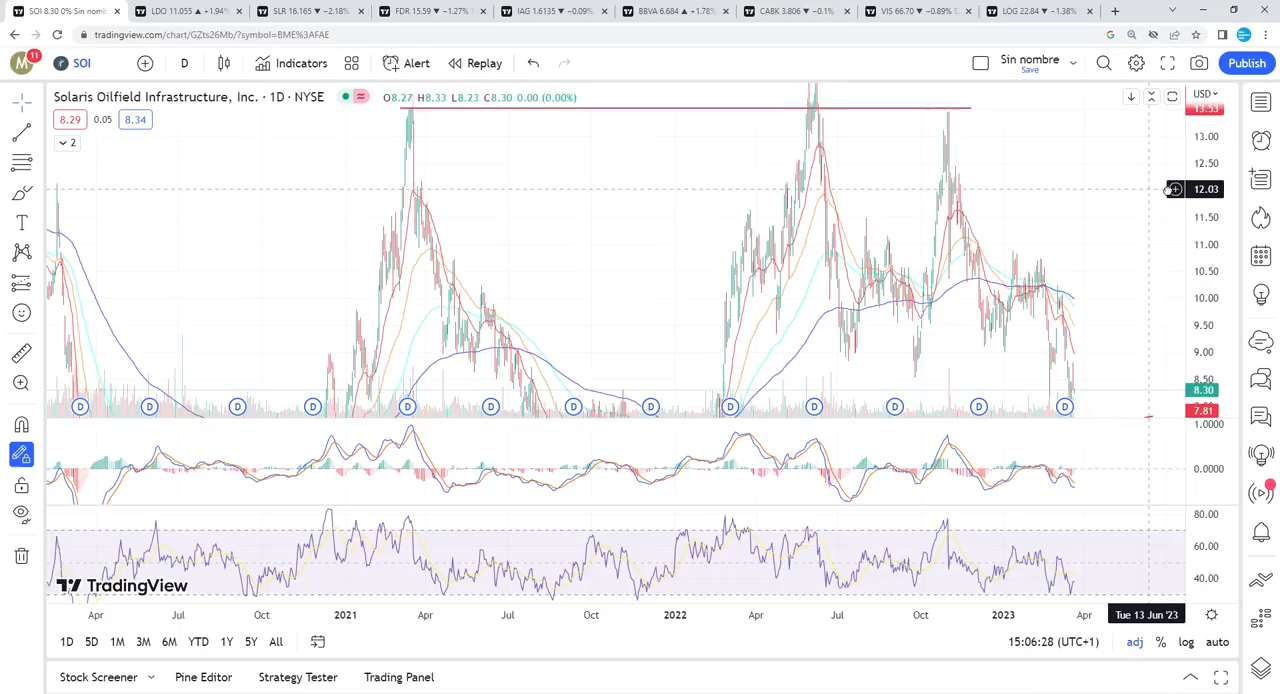 SOI 8.30 0% Sin nomb
LDO 11.055 ▲ +1.94%
SLR 16.165 ▼ −2.18%
FDR 15.59 ▼ −1.27%
IAG 1.6135 ▼ −0.09%
BBVA 6.684 ▲ +1.78%
CABK 3.806 ▼ −0.1%
VIS 66.70 ▼ −0.89%
LOG 22.84 ▼ −1.38%
tradingview.com/chart/GZts26Mb/?symbol=BME%3AFAE
M
11
SOI
D
Indicators
Alert
Replay
Sin nombre
Save
Publish
Solaris Oilfield Infrastructure, Inc. · 1D · NYSE
O8.27 H8.33 L8.23 C8.30 0.00 (0.00%)
8.29 0.05 8.34
2
USD
13.53
13.00
12.50
12.03
11.50
11.00
10.50
10.00
9.50
9.00
8.50
8.30
7.81
D D D D D D D D D D D D D
1.0000
0.0000
80.00
60.00
40.00
TradingView
Apr Jul Oct 2021 Apr Jul Oct 2022 Apr Jul Oct 2023 Apr Tue 13 Jun '23
1D 5D 1M 3M 6M YTD 1Y 5Y All
15:06:28 (UTC+1) adj % log auto
Stock Screener Pine Editor Strategy Tester Trading Panel